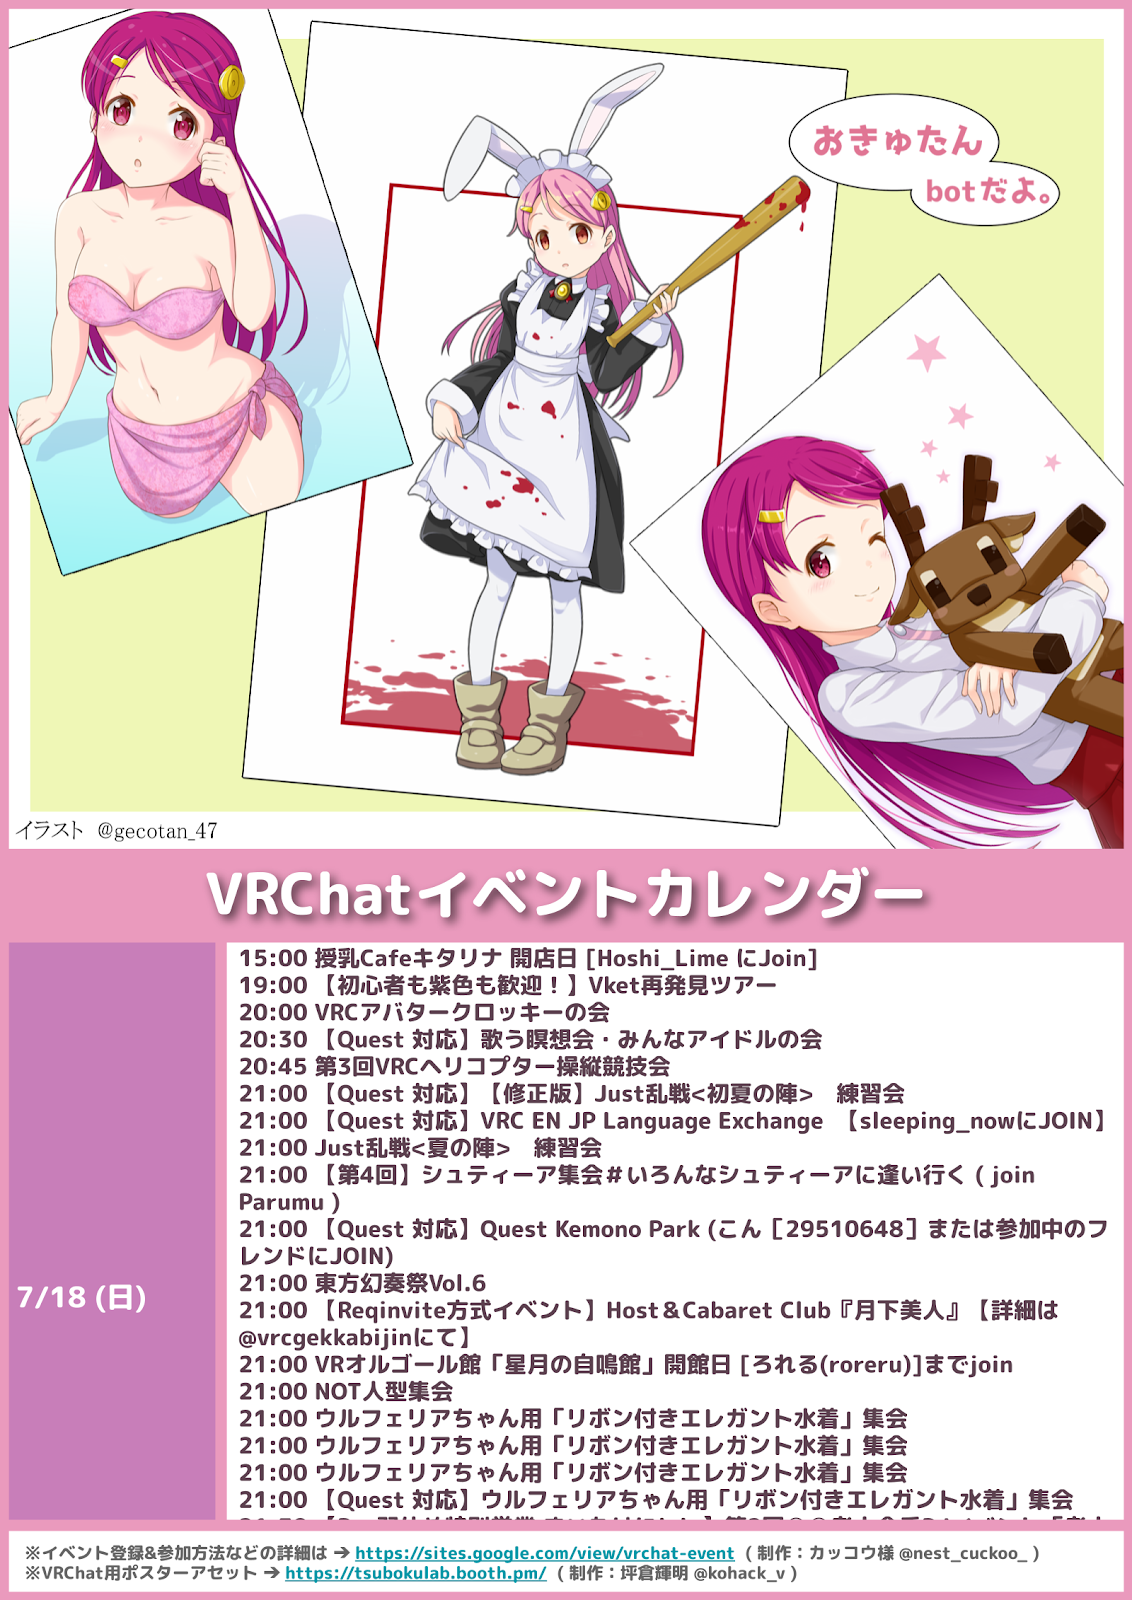 おきゅたん
botだよ。
イラスト @gecotan_47
VRChatイベントカレンダー
7/18 (日)
15:00 授乳Cafeキタリナ 開店日 [Hoshi_Lime にJoin]
19:00 【初心者も紫色も歓迎！】Vket再発見ツアー
20:00 VRCアバタークロッキーの会
20:30 【Quest 対応】歌う瞑想会・みんなアイドルの会
20:45 第3回VRCヘリコプター操縦競技会
21:00 【Quest 対応】【修正版】Just乱戦<初夏の陣>　練習会
21:00 【Quest 対応】VRC EN JP Language Exchange 【sleeping_nowにJOIN】
21:00 Just乱戦<夏の陣>　練習会
21:00 【第4回】シュティーア集会＃いろんなシュティーアに逢い行く ( join
Parumu )
21:00 【Quest 対応】Quest Kemono Park (こん［29510648］または参加中のフ
レンドにJOIN)
21:00 東方幻奏祭Vol.6
21:00 【Reqinvite方式イベント】Host＆Cabaret Club『月下美人』【詳細は
@vrcgekkabijinにて】
21:00 VRオルゴール館「星月の自鳴館」開館日 [ろれる(roreru)]までjoin
21:00 NOT人型集会
21:00 ウルフェリアちゃん用「リボン付きエレガント水着」集会
21:00 ウルフェリアちゃん用「リボン付きエレガント水着」集会
21:00 ウルフェリアちゃん用「リボン付きエレガント水着」集会
21:00 【Quest 対応】ウルフェリアちゃん用「リボン付きエレガント水着」集会
※イベント登録&参加方法などの詳細は ➔ https://sites.google.com/view/vrchat-event ( 制作：カッコウ様 @nest_cuckoo_ )
※VRChat用ポスターアセット ➔ https://tsubokulab.booth.pm/ ( 制作：坪倉輝明 @kohack_v )